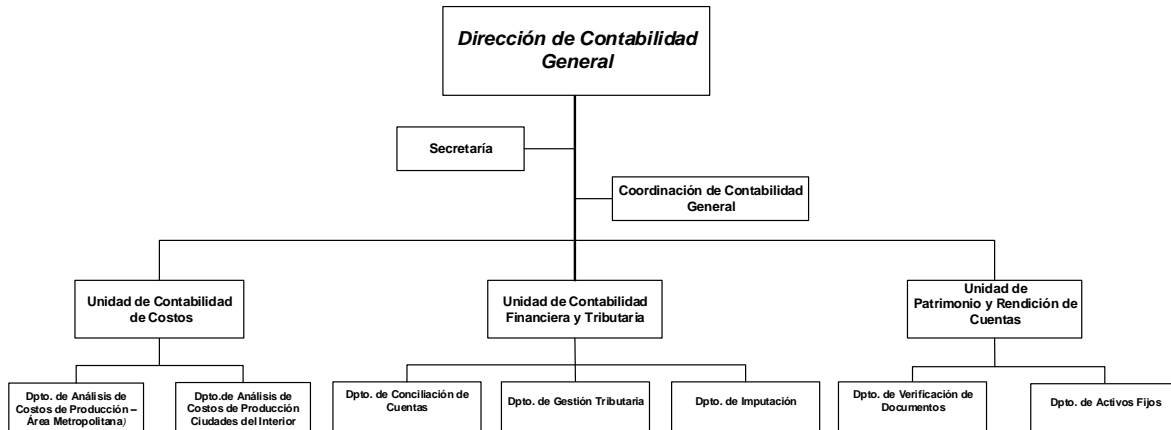 Dirección de Contabilidad
General
Secretaría
Coordinación de Contabilidad
General
Unidad de Contabilidad
de Costos
Unidad de Contabilidad
Financiera y Tributaria
Unidad de
Patrimonio y Rendición de
Cuentas
Dpto. de Análisis de
Costos de Producción –
Área Metropolitana)
Dpto.de Análisis de
Costos de Producción
Ciudades del Interior
Dpto. de Conciliación de
Cuentas
Dpto. de Gestión Tributaria
Dpto. de Imputación
Dpto. de Verificación de
Documentos
Dpto. de Activos Fijos